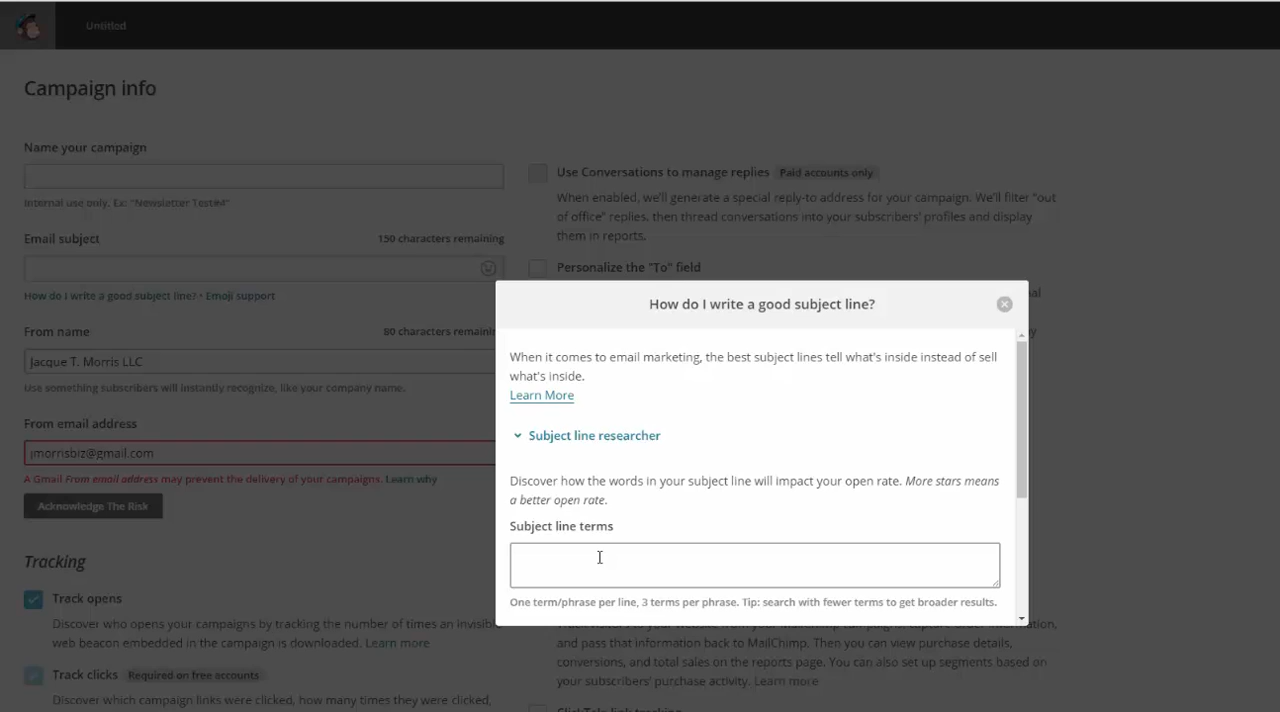 Untitled
Campaign info
Name your campaign
Internal use only. Ex: "Newsletter Test#4"
Email subject
150 characters remaining
How do I write a good subject line? • Emoji support
From name
80 characters remaining
Jacque T. Morris LLC
Use something subscribers will instantly recognize, like your company name.
From email address
jmorrisbiz@gmail.com
A Gmail From email address may prevent the delivery of your campaigns. Learn why
Acknowledge The Risk
Tracking
Track opens
Discover who opens your campaigns by tracking the number of times an invisible
web beacon embedded in the campaign is downloaded. Learn more
Track clicks Required on free accounts
Discover which campaign links were clicked, how many times they were clicked,
Use Conversations to manage replies Paid accounts only
When enabled, we'll generate a special reply-to address for your campaign. We'll filter "out
of office" replies, then thread conversations into your subscribers' profiles and display
them in reports.
Personalize the "To" field
How do I write a good subject line?
When it comes to email marketing, the best subject lines tell what's inside instead of sell
what's inside.
Learn More
Subject line researcher
Discover how the words in your subject line will impact your open rate. More stars means
a better open rate.
Subject line terms
One term/phrase per line, 3 terms per phrase. Tip: search with fewer terms to get broader results.
and pass that information back to MailChimp. Then you can view purchase details,
conversions, and total sales on the reports page. You can also set up segments based on
your subscribers' purchase activity. Learn more
ClickTale link tracking